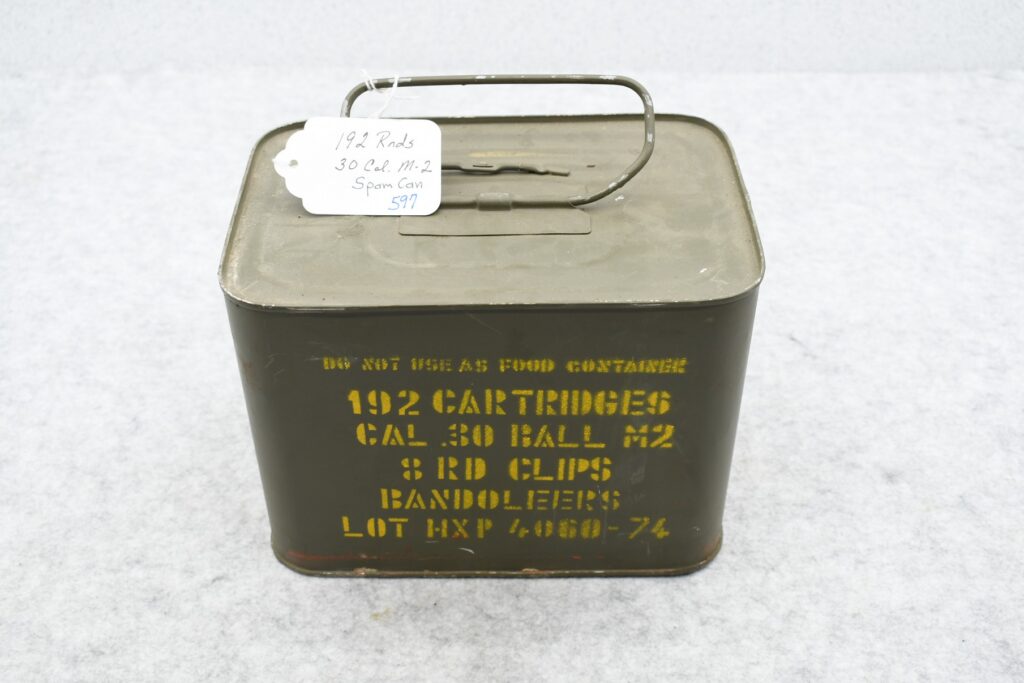 192 Rnds
30 Cal. M-2
Spam Can
597
DO NOT USE AS FOOD CONTAINER
192 CARTRIDGES
CAL .30 BALL M2
8 RD CLIPS
BANDOLEERS
LOT HXP 4060-74